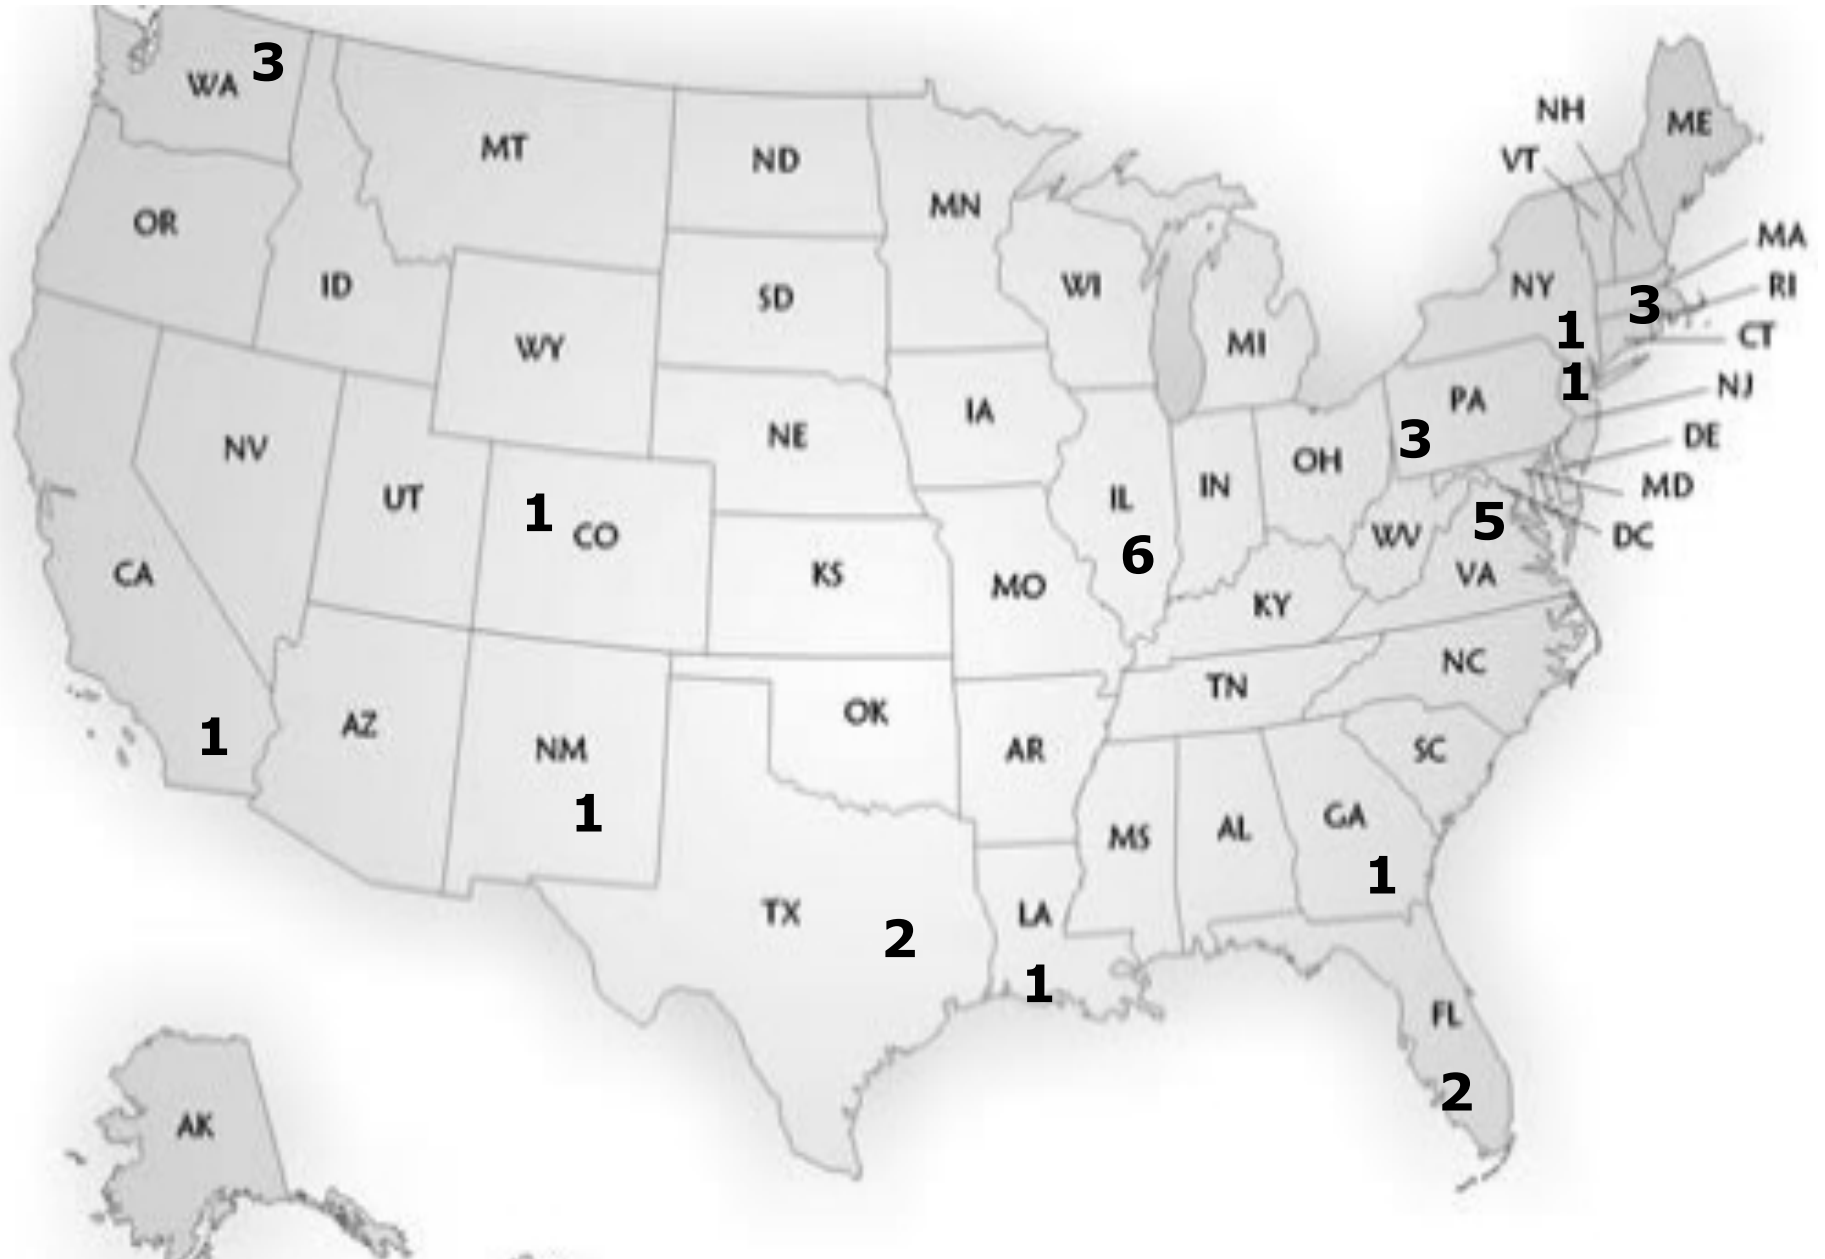 WA 3
NH
ME
VT
MT
ND
MN
OR
MA
ID
SD
WI
NY
RI
3
1
CT
WY
MI
1
NJ
PA
IA
3
DE
NV
NE
OH
UT
IL
IN
MD
1
CO
5
WV
DC
6
CA
KS
MO
VA
KY
NC
TN
OK
AZ
1
NM
AR
SC
1
GA
MS
AL
1
TX
LA
2
1
FL
2
AK